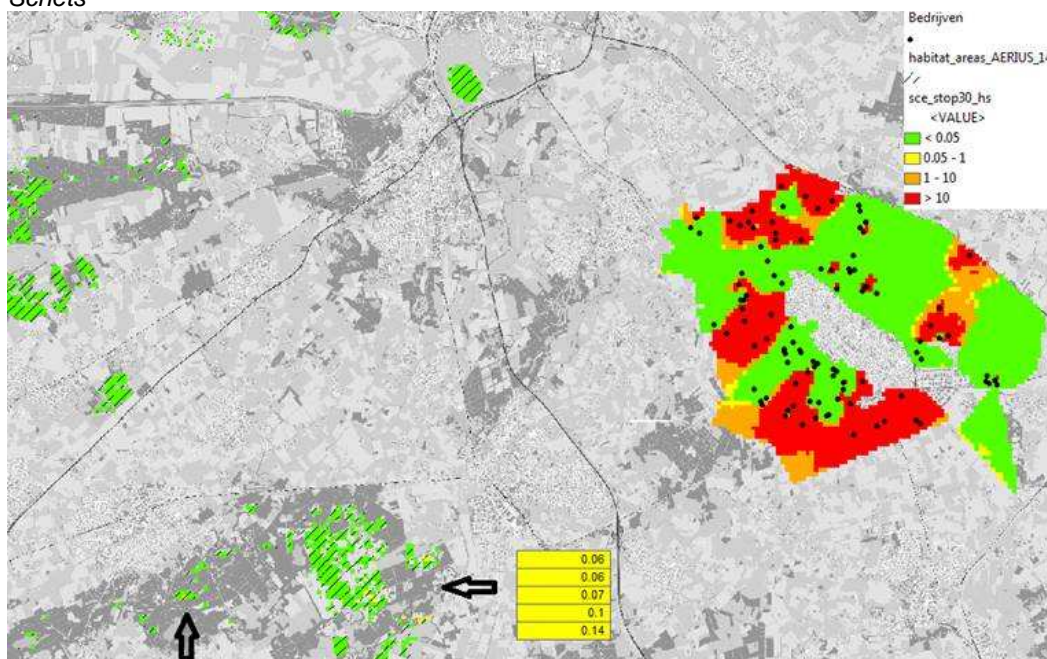 Schets
Bedrijven
habitat_areas_AERIUS_14
sce_stop30_hs
<VALUE>
< 0.05
0.05 - 1
1 - 10
> 10
0.06
0.06
0.07
0.1
0.14